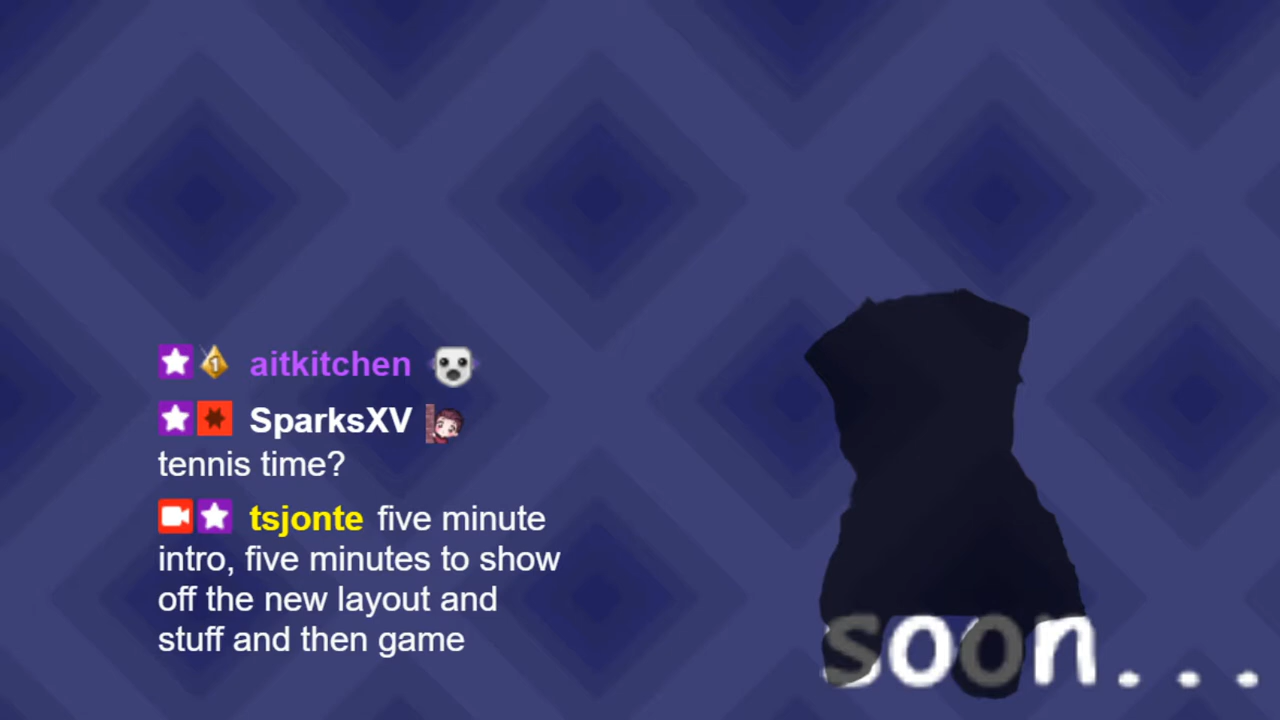 1 aitkitchen
SparksXV
tennis time?
tsjonte five minute
intro, five minutes to show
off the new layout and
stuff and then game
soon...